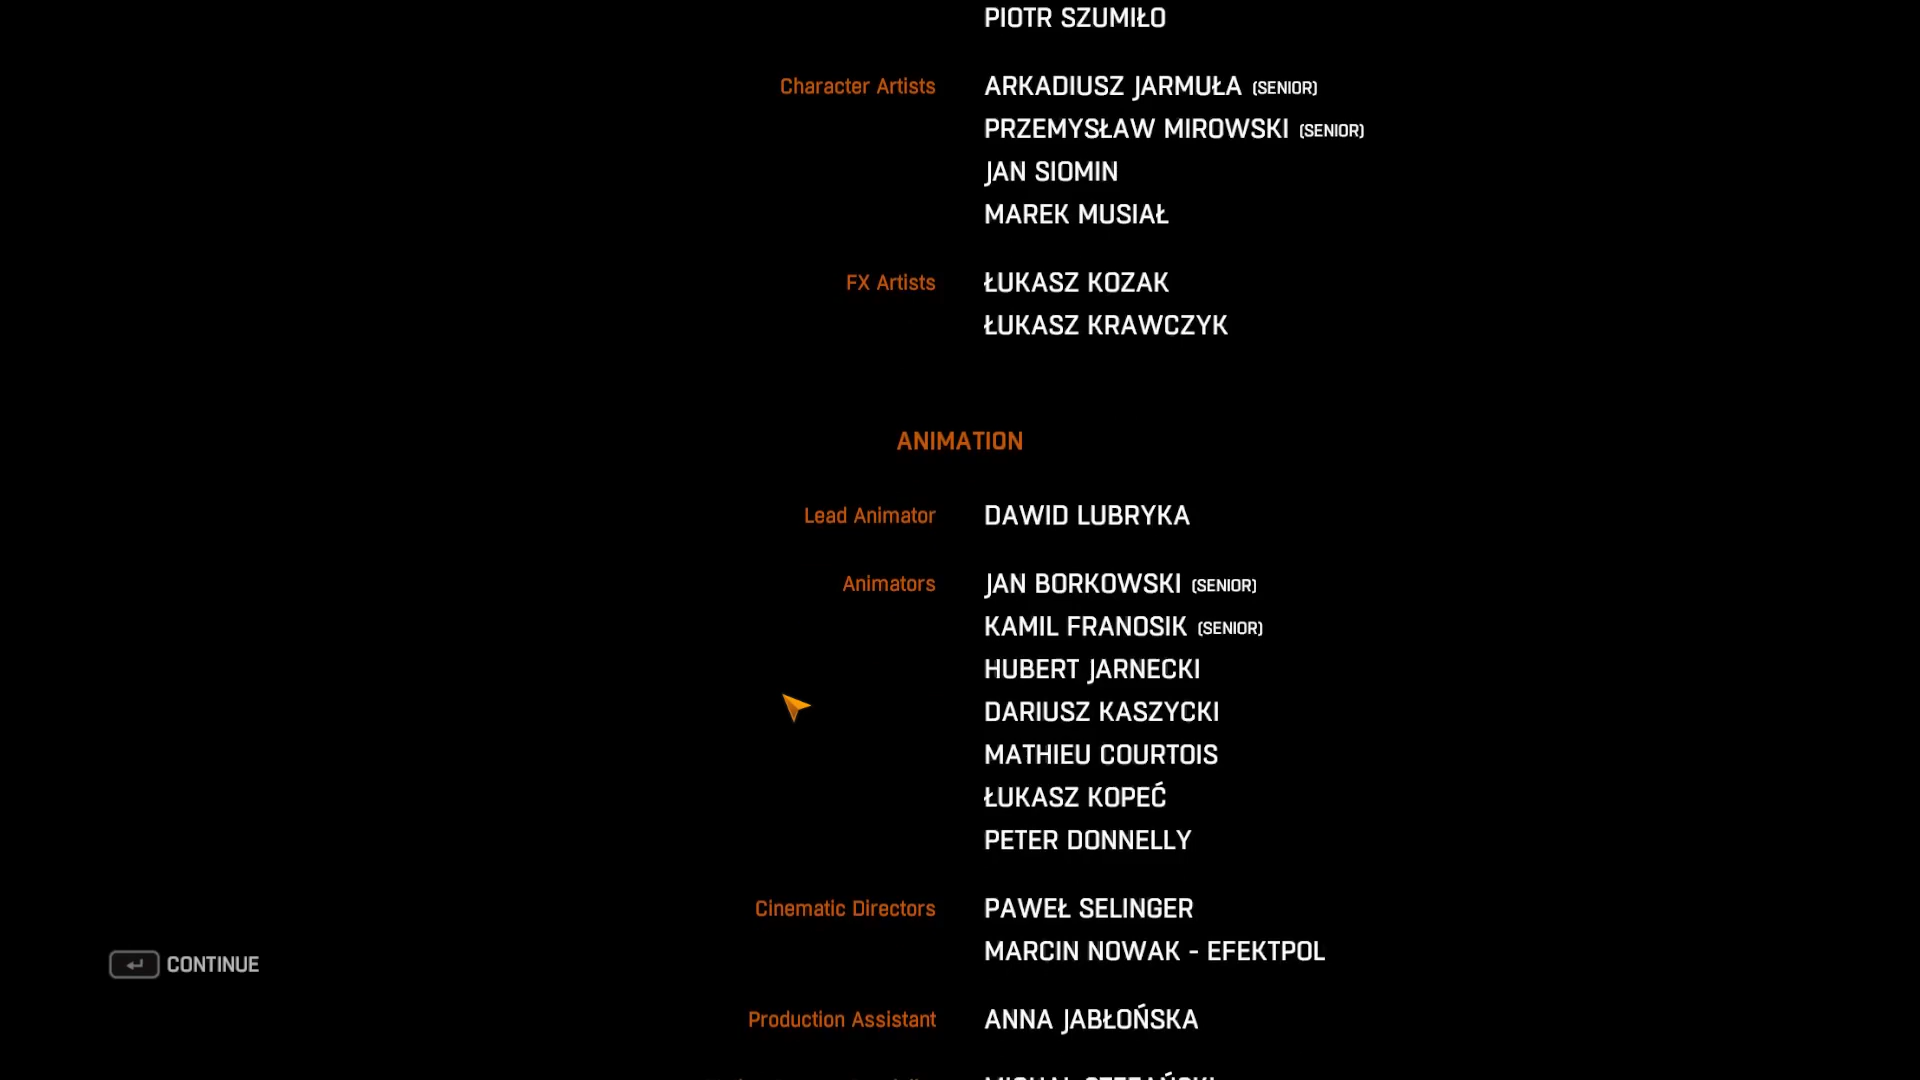 PIOTR SZUMIŁO
Character Artists ARKADIUSZ JARMUŁA (SENIOR)
PRZEMYSŁAW MIROWSKI (SENIOR)
JAN SIOMIN
MAREK MUSIAŁ
FX Artists ŁUKASZ KOZAK
ŁUKASZ KRAWCZYK
ANIMATION
Lead Animator DAWID LUBRYKA
Animators JAN BORKOWSKI (SENIOR)
KAMIL FRANOSIK (SENIOR)
HUBERT JARNECKI
DARIUSZ KASZYCKI
MATHIEU COURTOIS
ŁUKASZ KOPEĆ
PETER DONNELLY
Cinematic Directors PAWEŁ SELINGER
MARCIN NOWAK - EFEKTPOL
CONTINUE
Production Assistant ANNA JABŁOŃSKA